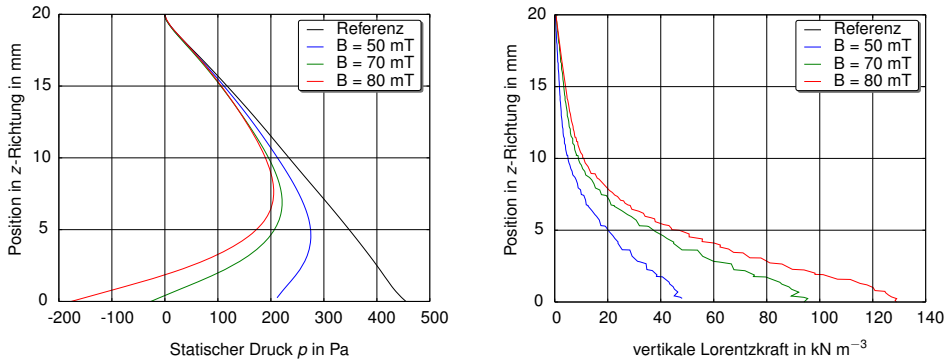 Referenz
B = 50 mT
B = 70 mT
B = 80 mT
20
15
10
5
0
-200 -100 0 100 200 300 400 500
Position in z-Richtung in mm
Statischer Druck p in Pa
Referenz
B = 50 mT
B = 70 mT
B = 80 mT
20
15
10
5
0
0 20 40 60 80 100 120 140
Position in z-Richtung in mm
vertikale Lorentzkraft in kN m⁻³